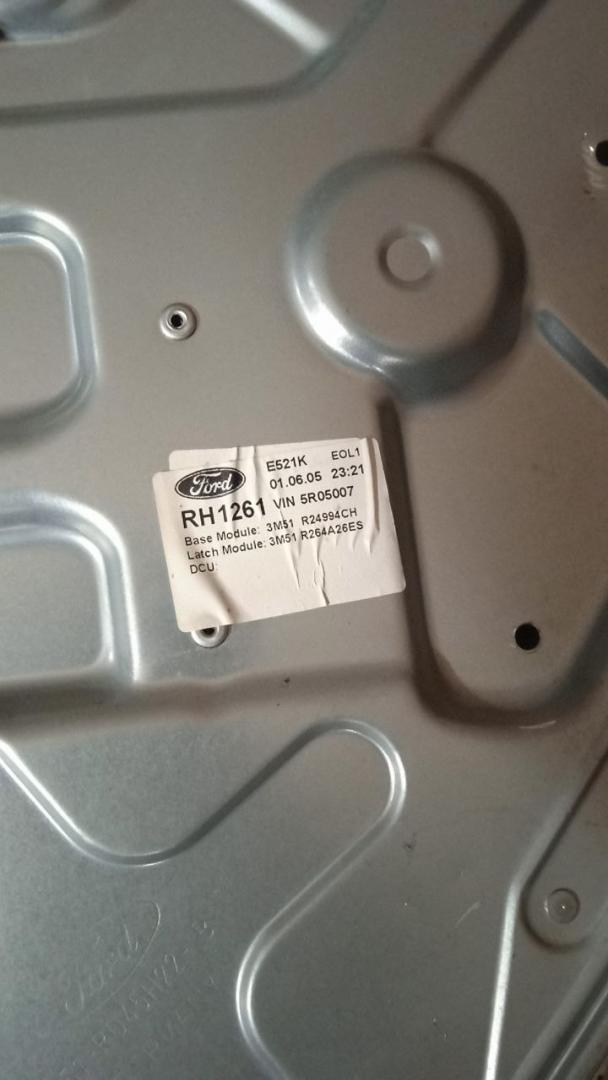 Ford
E521K EOL1
01.06.05 23:21
RH1261 VIN 5R05007
Base Module: 3M51 R24994CH
Latch Module: 3M51 R264A26ES
DCU:
Ford